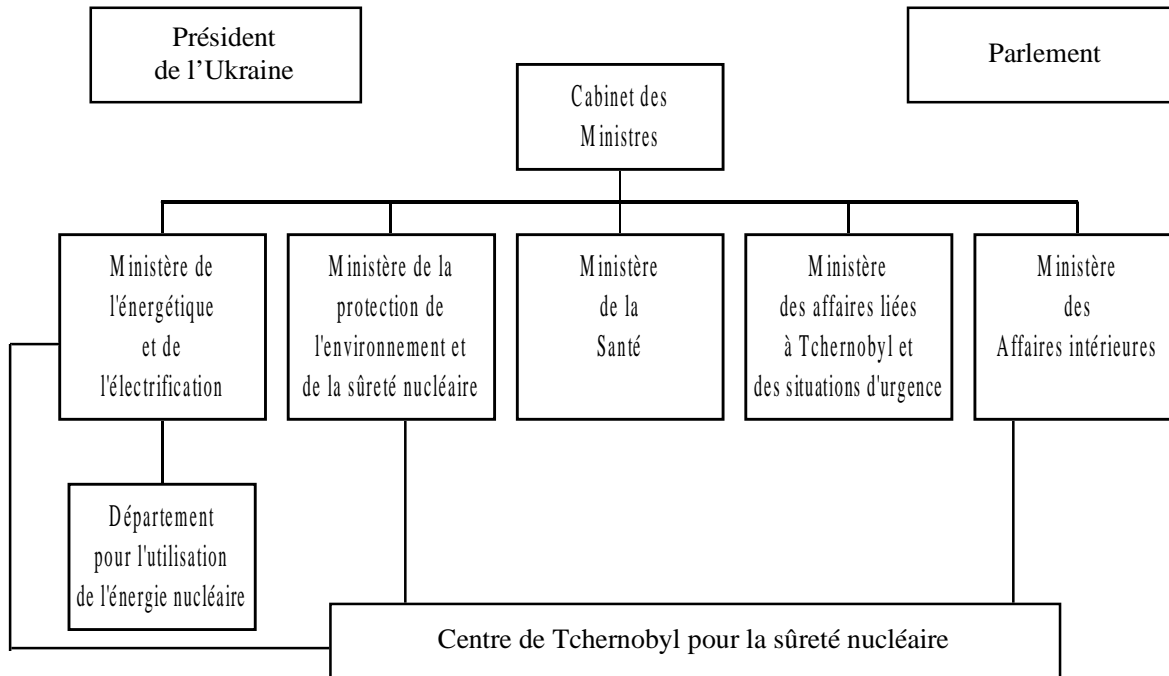 Président
de l’Ukraine
Parlement
Cabinet des
Ministres
Ministère de
l'énergétique
et de
l'électrification
Ministère de la
protection de
l'environnement et
de la sûreté nucléaire
Ministère
de la
Santé
Ministère
des affaires liées
à Tchernobyl et
des situations d'urgence
Ministère
des
Affaires intérieures
Département
pour l'utilisation
de l'énergie nucléaire
Centre de Tchernobyl pour la sûreté nucléaire